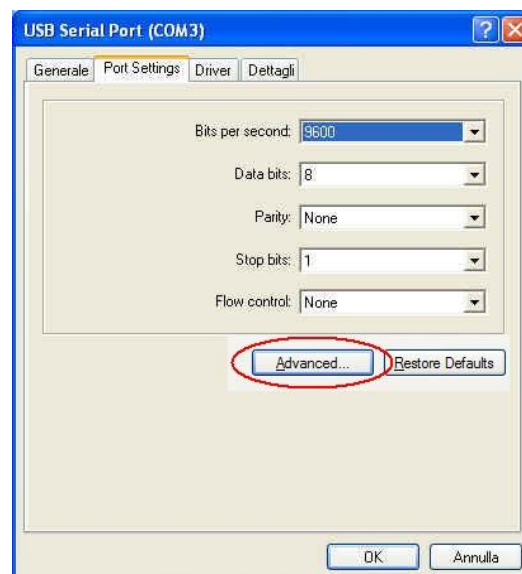 USB Serial Port (COM3)
Generale Port Settings Driver Dettagli
Bits per second: 9600
Data bits: 8
Parity: None
Stop bits: 1
Flow control: None
Advanced... Restore Defaults
OK Annulla